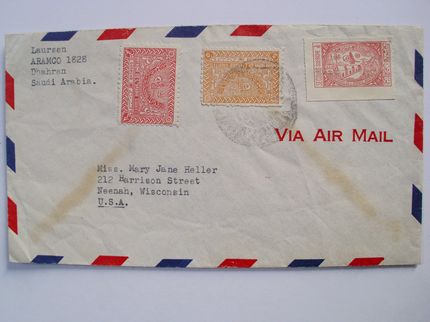 Laursen
ARAMCO 1828
Dhahran
Saudi Arabia.
VIA AIR MAIL
Miss. Mary Jane Heller
212 Harrison Street
Neenah, Wisconsin
U.S.A.